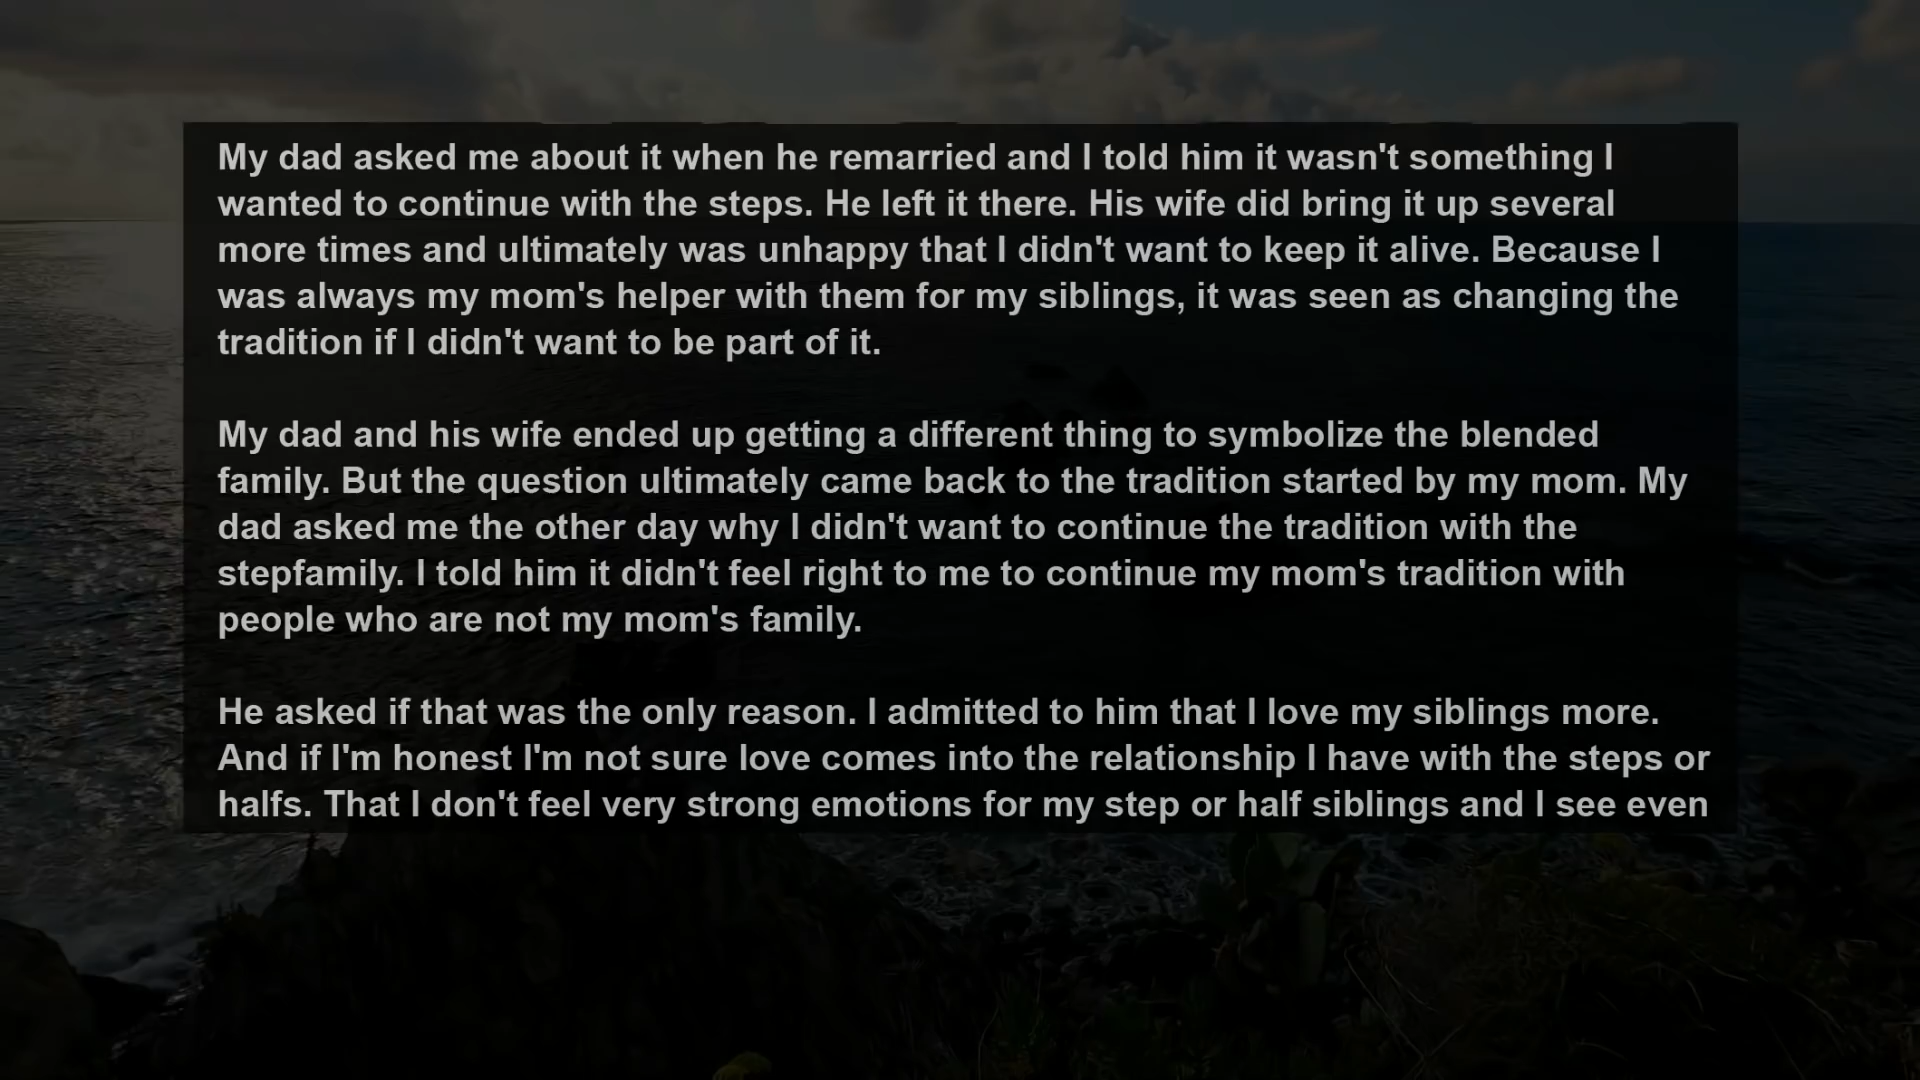 My dad asked me about it when he remarried and I told him it wasn't something I
wanted to continue with the steps. He left it there. His wife did bring it up several
more times and ultimately was unhappy that I didn't want to keep it alive. Because I
was always my mom's helper with them for my siblings, it was seen as changing the
tradition if I didn't want to be part of it.
My dad and his wife ended up getting a different thing to symbolize the blended
family. But the question ultimately came back to the tradition started by my mom. My
dad asked me the other day why I didn't want to continue the tradition with the
stepfamily. I told him it didn't feel right to me to continue my mom's tradition with
people who are not my mom's family.
He asked if that was the only reason. I admitted to him that I love my siblings more.
And if I'm honest I'm not sure love comes into the relationship I have with the steps or
halfs. That I don't feel very strong emotions for my step or half siblings and I see even